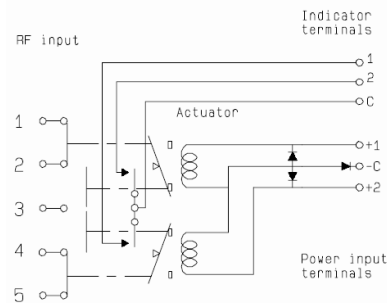 Indicator
terminals
RF input
1
2
C
Actuator
1
2
3
4
5
+1
-C
+2
Power input
terminals